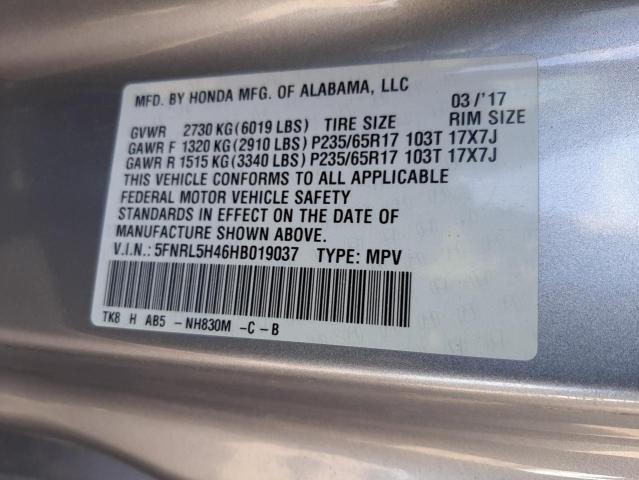 MFD. BY HONDA MFG. OF ALABAMA, LLC 03/'17
GVWR 2730 KG(6019 LBS) TIRE SIZE RIM SIZE
GAWR F 1320 KG(2910 LBS) P235/65R17 103T 17X7J
GAWR R 1515 KG(3340 LBS) P235/65R17 103T 17X7J
THIS VEHICLE CONFORMS TO ALL APPLICABLE
FEDERAL MOTOR VEHICLE SAFETY
STANDARDS IN EFFECT ON THE DATE OF
MANUFACTURE SHOWN ABOVE.
V.I.N.: 5FNRL5H46HB019037 TYPE: MPV
TK8 H AB5 -NH830M -C-B